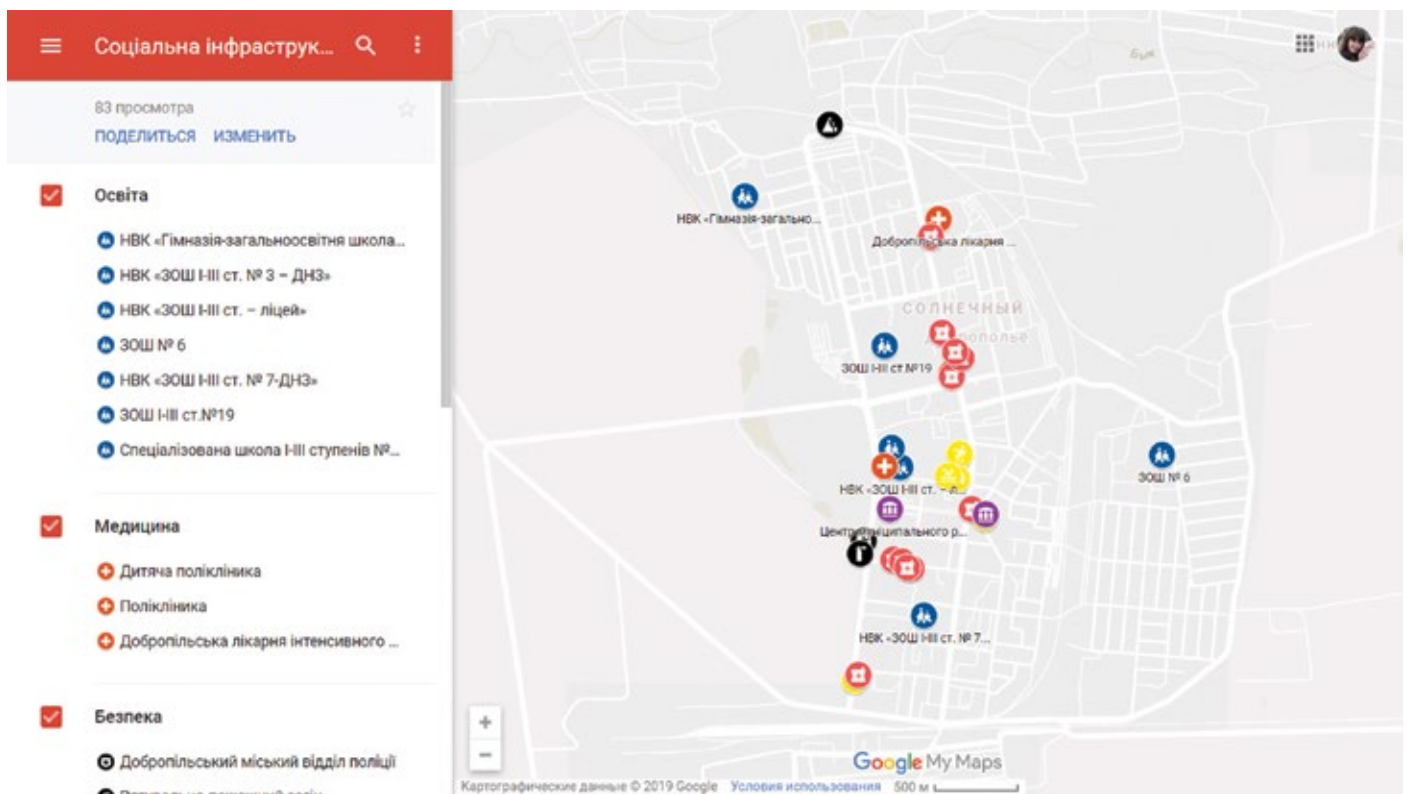 Соціальна інфраструк...
83 просмотра
ПОДЕЛИТЬСЯ ИЗМЕНИТЬ
Освіта
НВК «Гімназія-загальноосвітня школа...
НВК «ЗОШ І-ІІІ ст. № 3 – ДНЗ»
НВК «ЗОШ І-ІІІ ст. – ліцей»
ЗОШ № 6
НВК «ЗОШ І-ІІІ ст. № 7-ДНЗ»
ЗОШ І-ІІІ ст.№19
Спеціалізована школа І-ІІІ ступенів №...
Медицина
Дитяча поліклініка
Поліклініка
Добропільська лікарня інтенсивного ...
Безпека
Добропільський міський відділ поліції
Бык
НВК «Гімназія-загально...
Добропільська лікарня ...
СОЛНЕЧНЫЙ
ЗОШ І-ІІІ ст.№19
НВК «ЗОШ І-ІІІ ст. – л...
ЗОШ № 6
НВК «ЗОШ І-ІІІ ст. № 7...
Google My Maps
Картографические данные © 2019 Google Условия использования 500 м